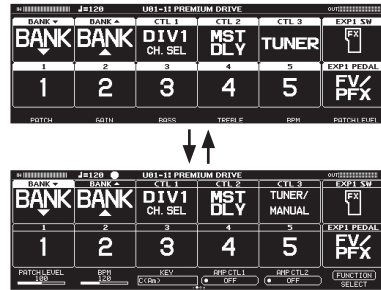 IN J=120 U01-1: PREMIUM DRIVE OUT
BANK ▼ BANK ▲ CTL 1 CTL 2 CTL 3 EXP1 SW
BANK BANK DIV1 CH. SEL MST DLY TUNER FX
1 2 3 4 5 EXP1 PEDAL
1 2 3 4 5 FV/PFX
PATCH GAIN BASS TREBLE BPM PATCH LEVEL
IN J=120 U01-1: PREMIUM DRIVE OUT
BANK ▼ BANK ▲ CTL 1 CTL 2 CTL 3 EXP1 SW
BANK BANK DIV1 CH. SEL MST DLY TUNER/MANUAL FX
1 2 3 4 5 EXP1 PEDAL
1 2 3 4 5 FV/PFX
PATCH LEVEL BPM KEY AMP CTL1 AMP CTL2 FUNCTION
100 120 C(Am) OFF OFF SELECT